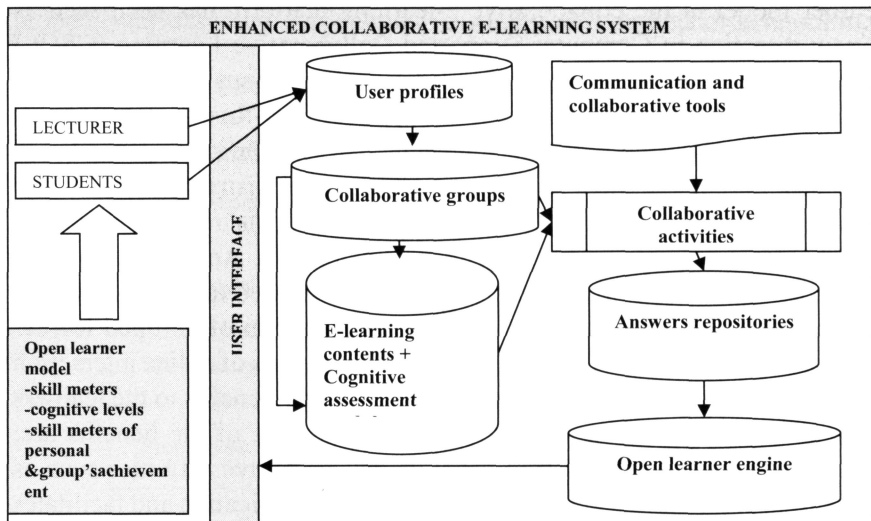 ENHANCED COLLABORATIVE E-LEARNING SYSTEM
LECTURER
STUDENTS
Open learner
model
-skill meters
-cognitive levels
-skill meters of
personal
&group'sachievem
ent
USER INTERFACE
User profiles
Collaborative groups
E-learning
contents +
Cognitive
assessment
Communication and
collaborative tools
Collaborative
activities
Answers repositories
Open learner engine